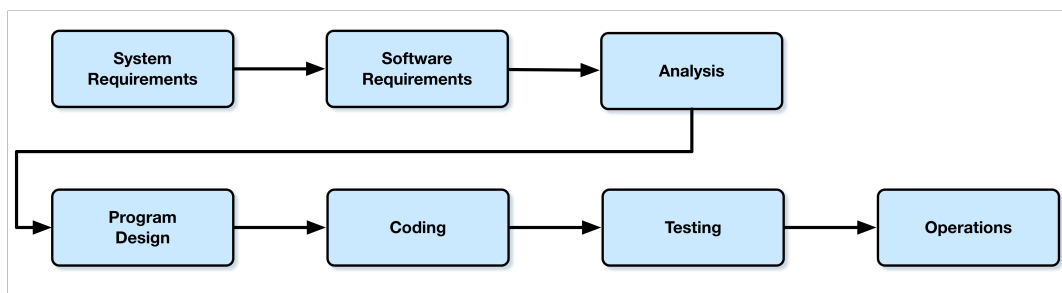 System
Requirements
Software
Requirements
Analysis
Program
Design
Coding
Testing
Operations